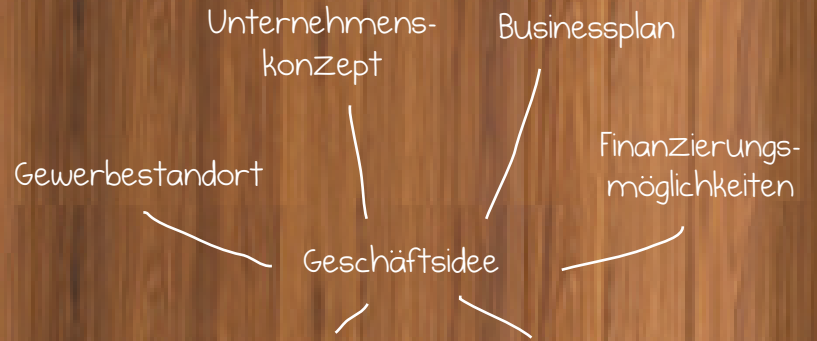 Unternehmens-
konzept
Businessplan
Finanzierungs-
möglichkeiten
Gewerbestandort
Geschäftsidee